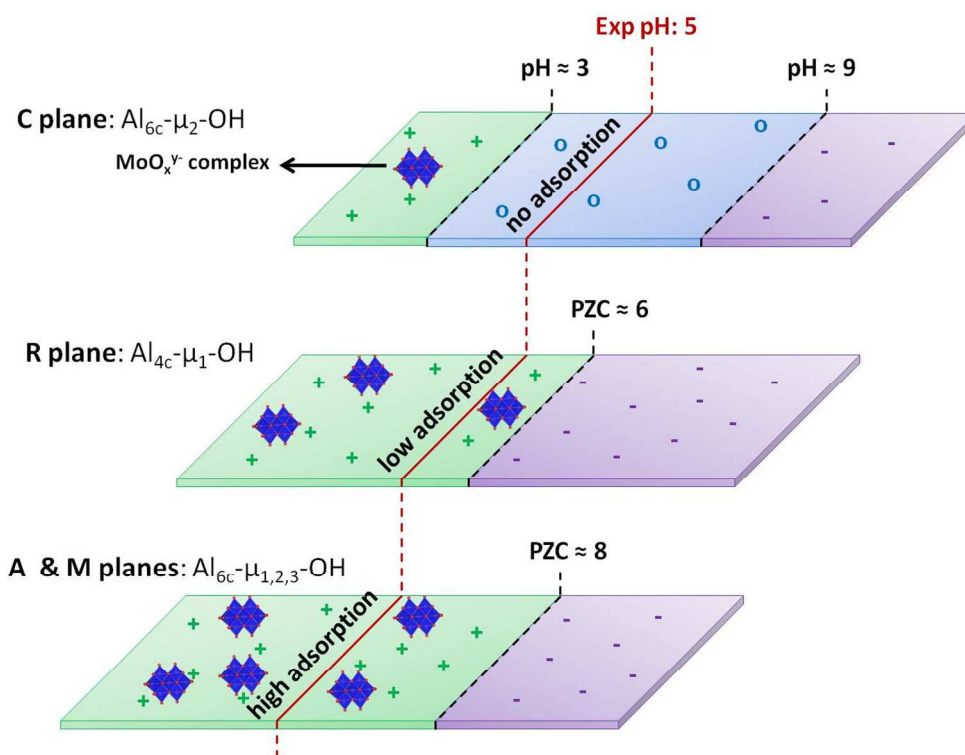 Exp pH: 5
pH ≈ 3
pH ≈ 9
C plane: Al₆c-μ₂-OH
MoOₓʸ⁻ complex
+ + + +
o o o o o o
- - - - -
no adsorption
PZC ≈ 6
R plane: Al₄c-μ₁-OH
low adsorption
PZC ≈ 8
A & M planes: Al₆c-μ₁,₂,₃-OH
high adsorption